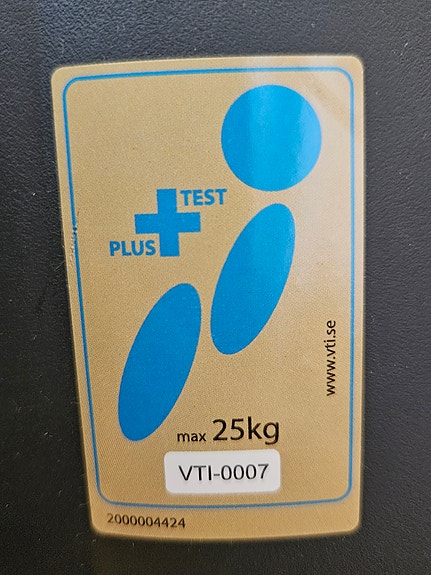 TEST
PLUS
www.vti.se
max 25kg
VTI-0007
2000004424